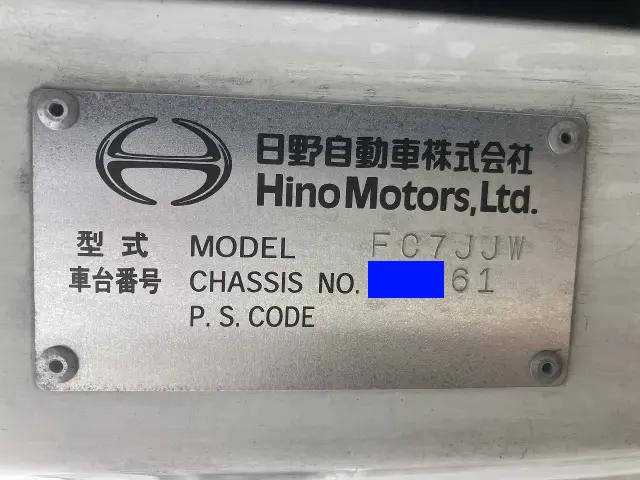 日野自動車株式会社
Hino Motors, Ltd.
型式 MODEL FC7JJW
車台番号 CHASSIS NO. 61
P. S. CODE